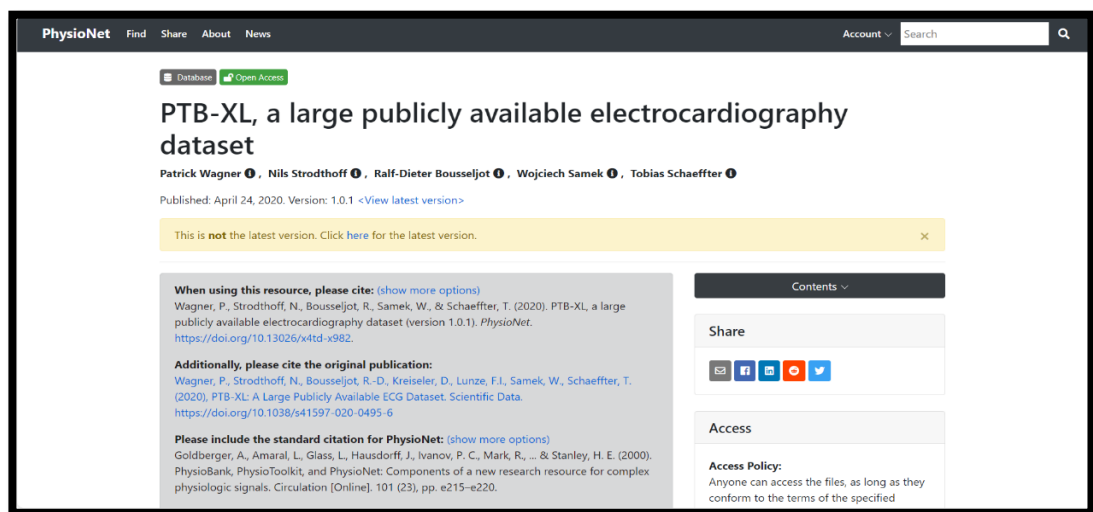 PhysioNet Find Share About News Account Search
Database Open Access
PTB-XL, a large publicly available electrocardiography
dataset
Patrick Wagner , Nils Strodthoff , Ralf-Dieter Bousseljot , Wojciech Samek , Tobias Schaeffter
Published: April 24, 2020. Version: 1.0.1 <View latest version>
This is not the latest version. Click here for the latest version. ×
When using this resource, please cite: (show more options)
Wagner, P., Strodthoff, N., Bousseljot, R., Samek, W., & Schaeffter, T. (2020). PTB-XL, a large
publicly available electrocardiography dataset (version 1.0.1). PhysioNet.
https://doi.org/10.13026/x4td-x982.
Additionally, please cite the original publication:
Wagner, P., Strodthoff, N., Bousseljot, R.-D., Kreiseler, D., Lunze, F.I., Samek, W., Schaeffter, T.
(2020), PTB-XL: A Large Publicly Available ECG Dataset. Scientific Data.
https://doi.org/10.1038/s41597-020-0495-6
Please include the standard citation for PhysioNet: (show more options)
Goldberger, A., Amaral, L., Glass, L., Hausdorff, J., Ivanov, P. C., Mark, R., ... & Stanley, H. E. (2000).
PhysioBank, PhysioToolkit, and PhysioNet: Components of a new research resource for complex
physiologic signals. Circulation [Online]. 101 (23), pp. e215–e220.
Contents
Share
Access
Access Policy:
Anyone can access the files, as long as they
conform to the terms of the specified